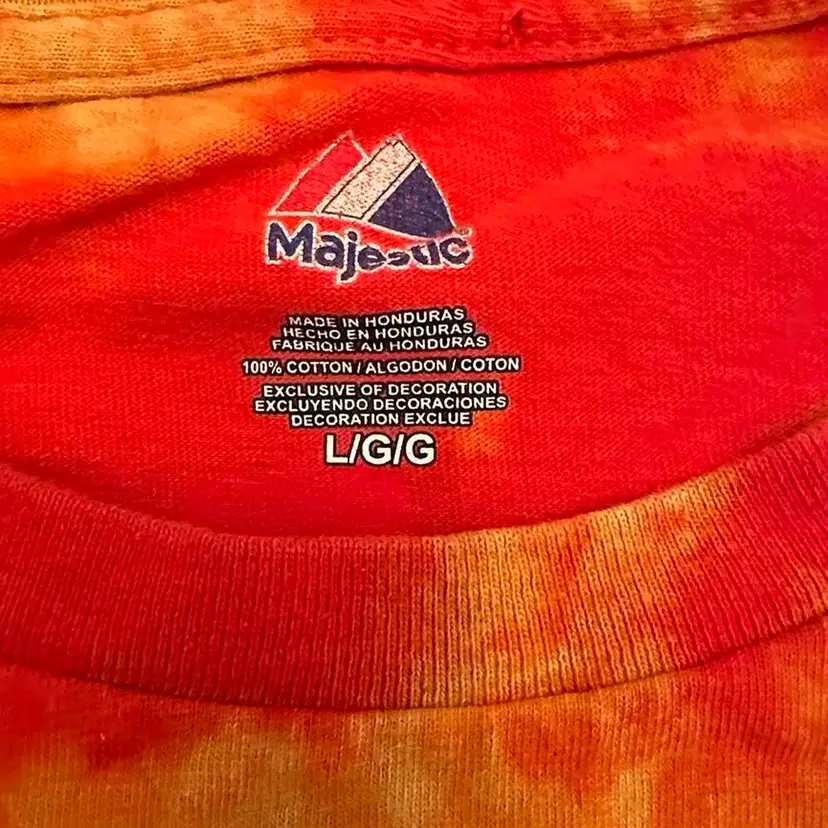 Majestic
MADE IN HONDURAS
HECHO EN HONDURAS
FABRIQUE AU HONDURAS
100% COTTON / ALGODON / COTON
EXCLUSIVE OF DECORATION
EXCLUYENDO DECORACIONES
DECORATION EXCLUE
L/G/G